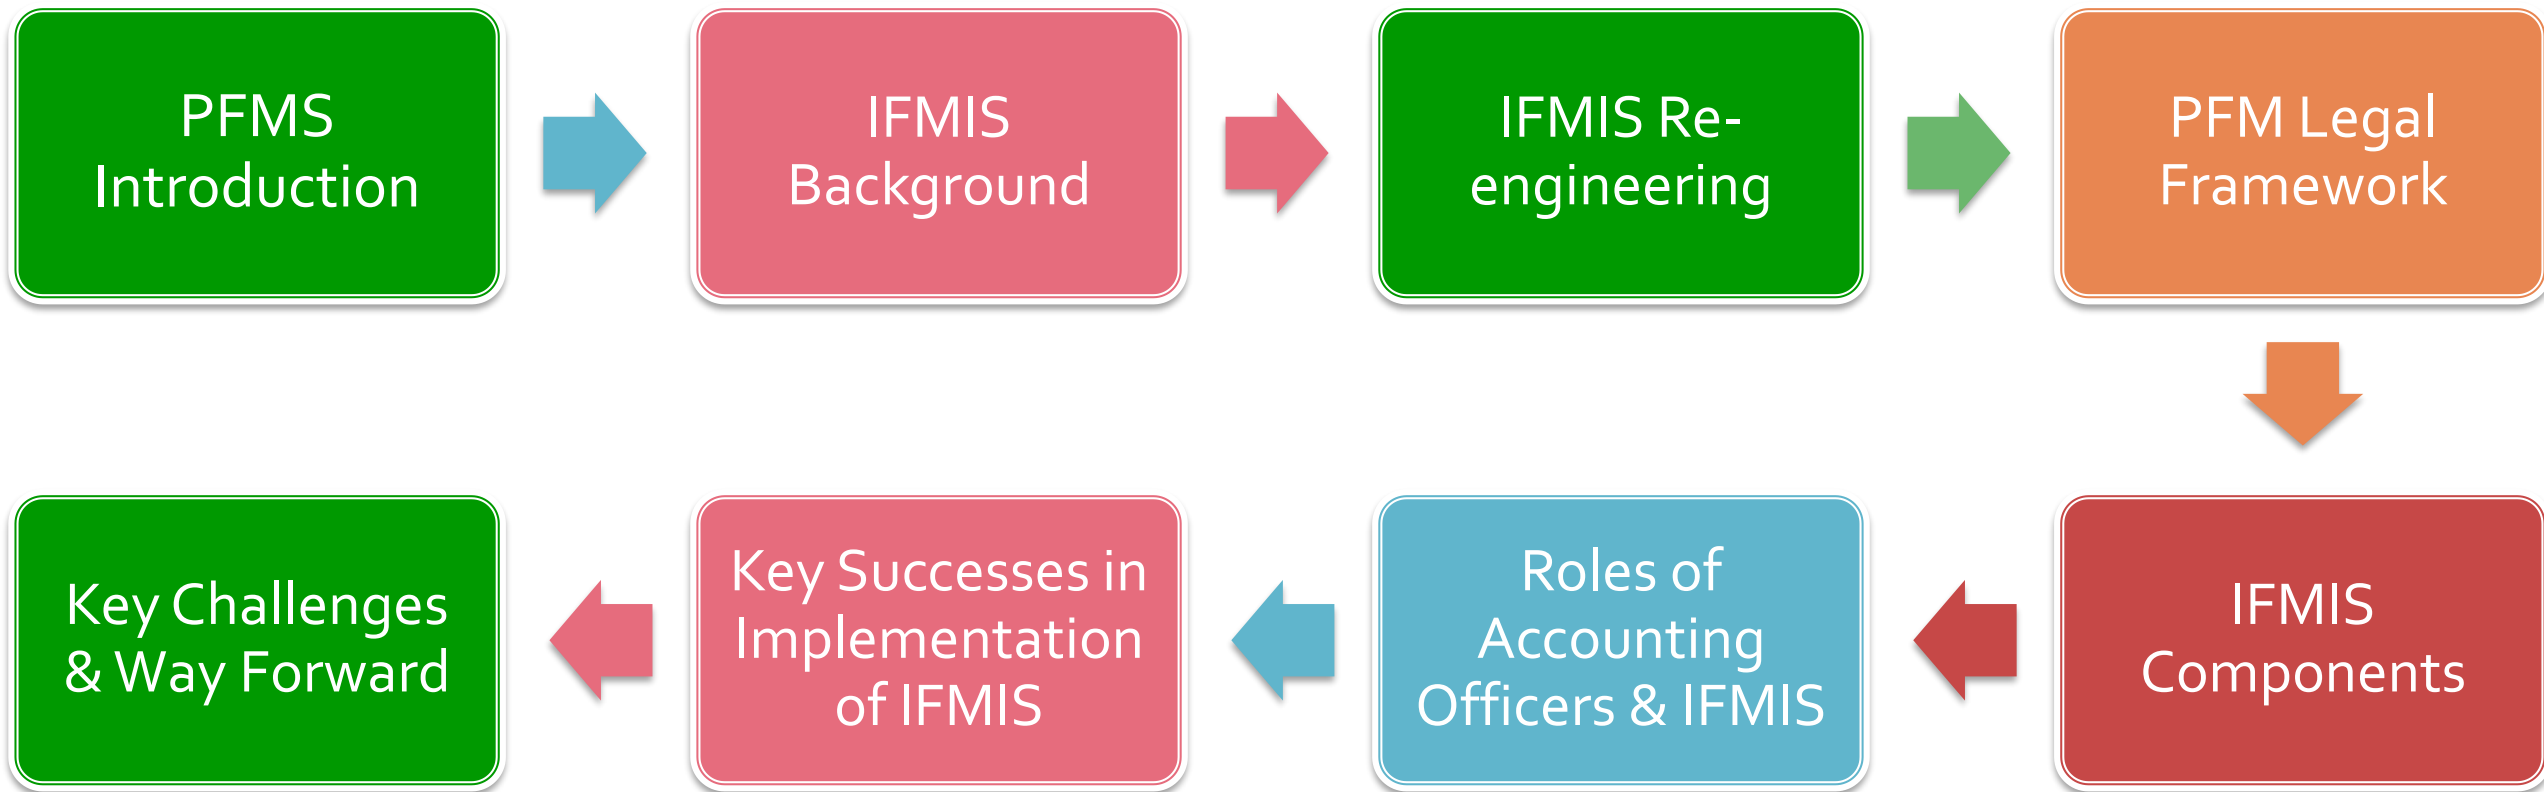 PFMS
Introduction
IFMIS
Background
IFMIS Re-
engineering
PFM Legal
Framework
IFMIS
Components
Roles of
Accounting
Officers & IFMIS
Key Successes in
Implementation
of IFMIS
Key Challenges
& Way Forward